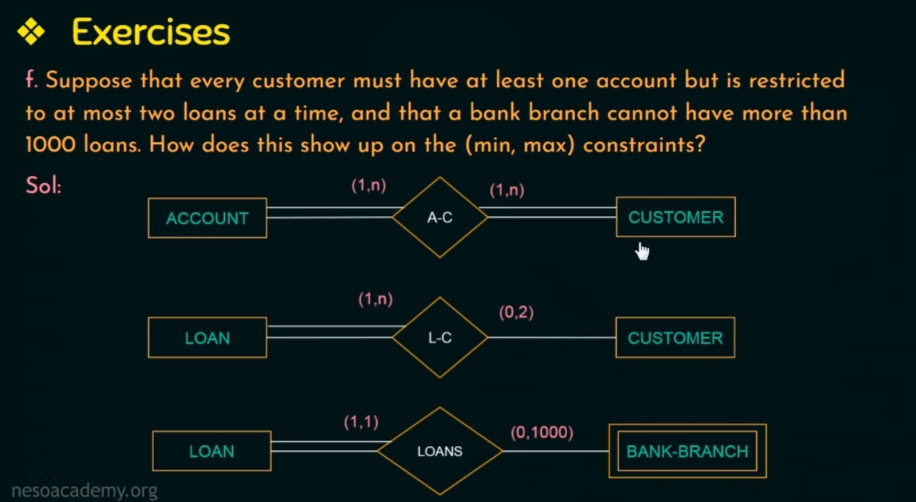 Exercises
f. Suppose that every customer must have at least one account but is restricted
to at most two loans at a time, and that a bank branch cannot have more than
1000 loans. How does this show up on the (min, max) constraints?
Sol:
(1,n) (1,n)
ACCOUNT A-C CUSTOMER
(1,n) (0,2)
LOAN L-C CUSTOMER
(1,1) (0,1000)
LOAN LOANS BANK-BRANCH
nesoacademy.org